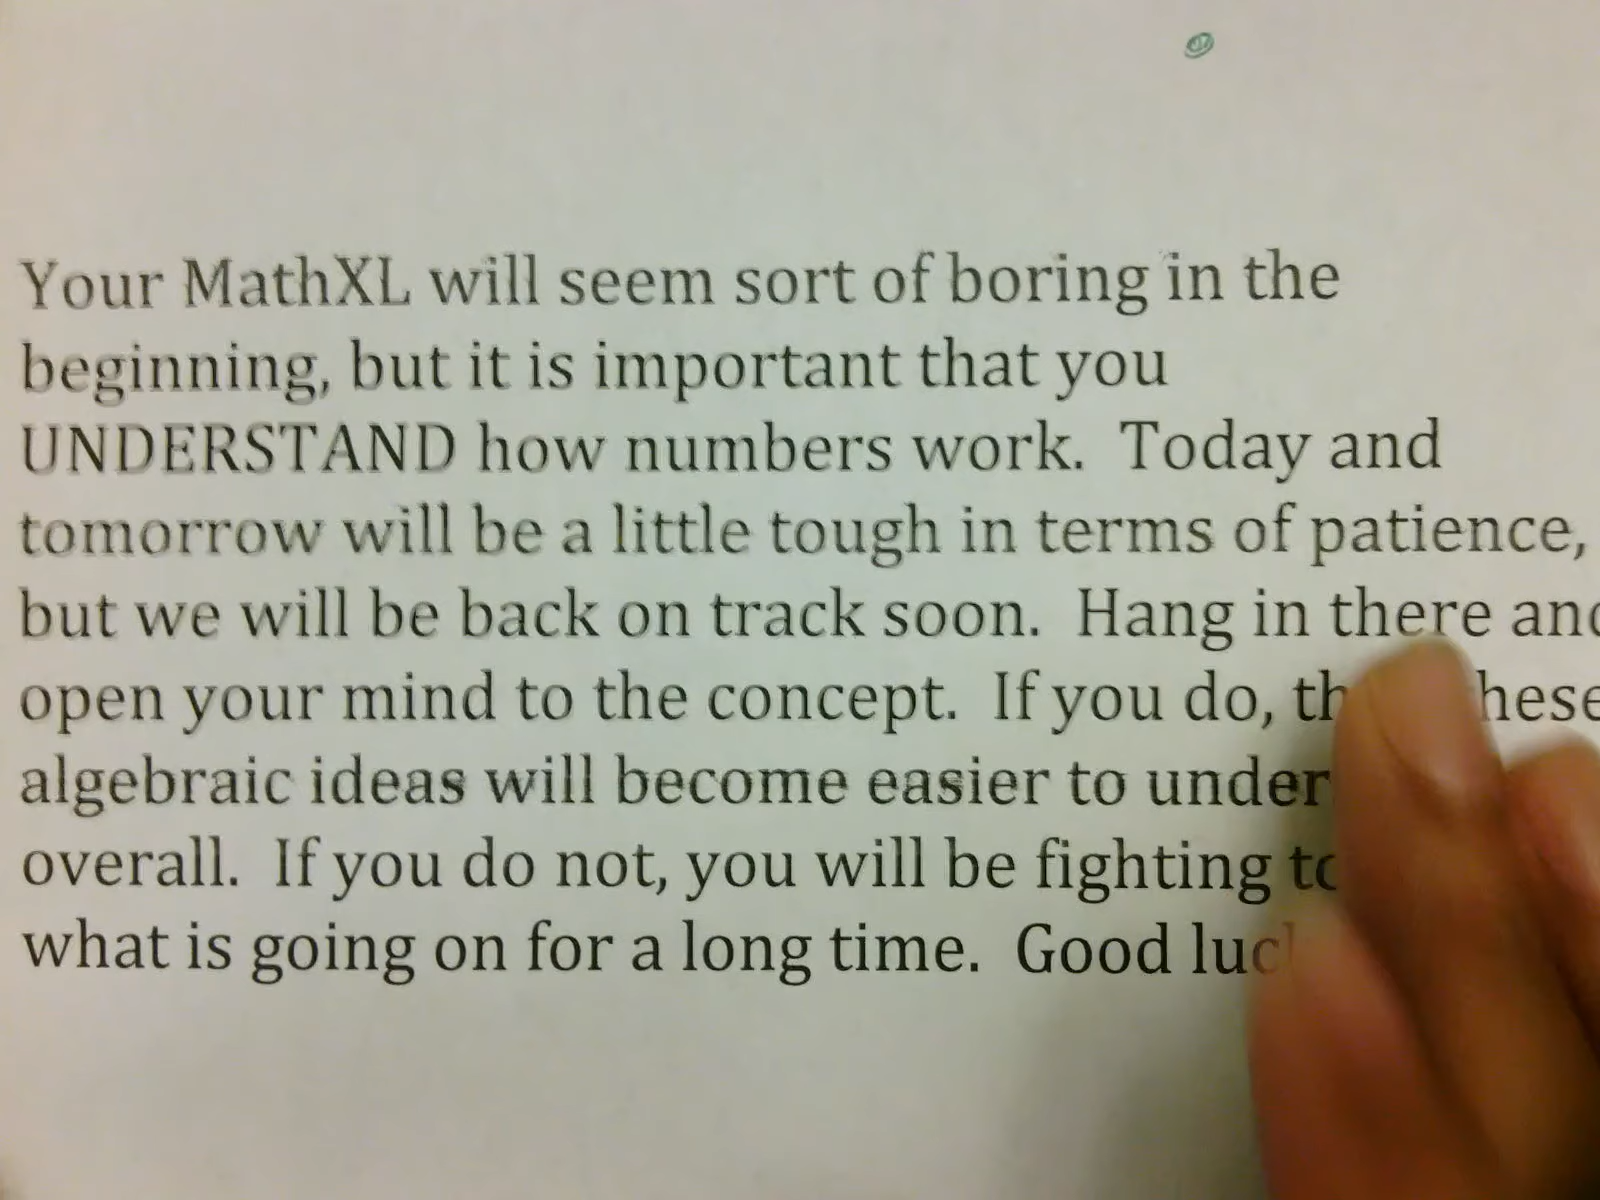 Your MathXL will seem sort of boring in the
beginning, but it is important that you
UNDERSTAND how numbers work.  Today and
tomorrow will be a little tough in terms of patience,
but we will be back on track soon.  Hang in there and
open your mind to the concept.  If you do,
algebraic ideas will become easier to
overall.  If you do not, you will be fighting
what is going on for a long time.  Good